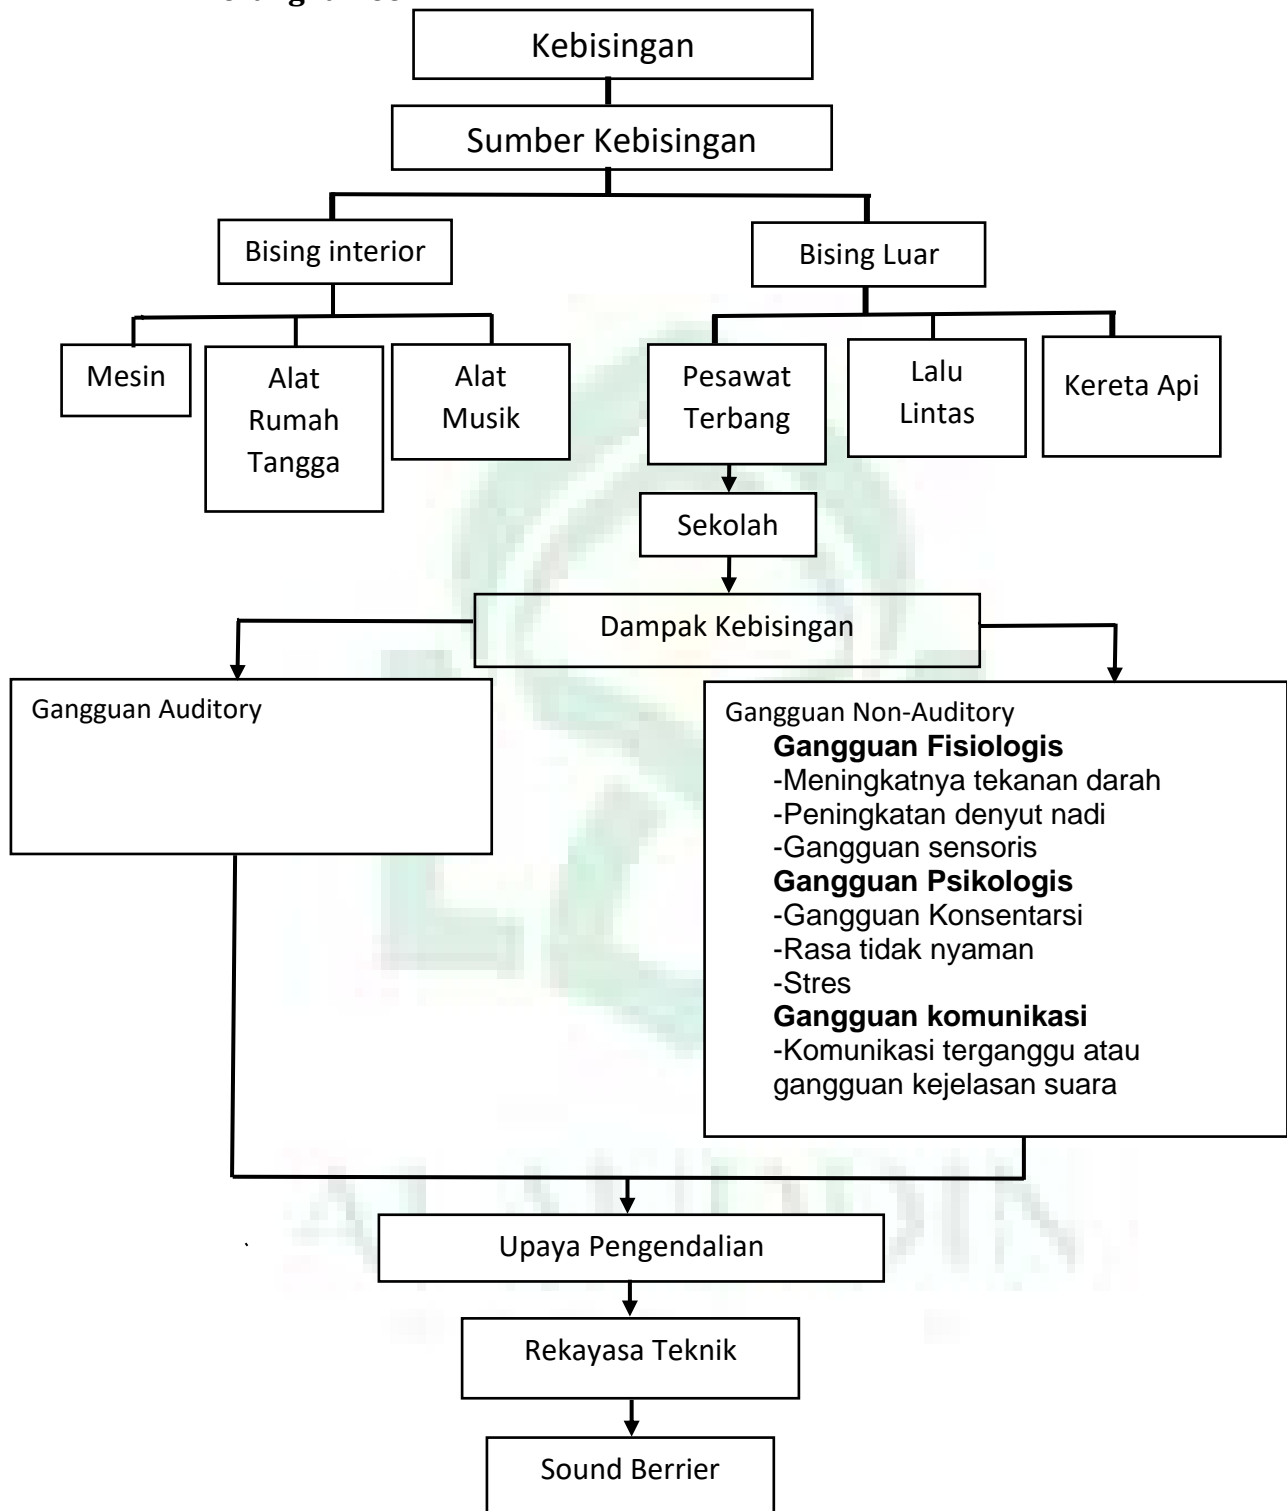 Kebisingan
Sumber Kebisingan
Bising interior
Bising Luar
Mesin
Alat
Rumah
Tangga
Alat
Musik
Pesawat
Terbang
Lalu
Lintas
Kereta Api
Sekolah
Dampak Kebisingan
Gangguan Auditory
Gangguan Non-Auditory
Gangguan Fisiologis
-Meningkatnya tekanan darah
-Peningkatan denyut nadi
-Gangguan sensoris
Gangguan Psikologis
-Gangguan Konsentarsi
-Rasa tidak nyaman
-Stres
Gangguan komunikasi
-Komunikasi terganggu atau
gangguan kejelasan suara
Upaya Pengendalian
Rekayasa Teknik
Sound Berrier